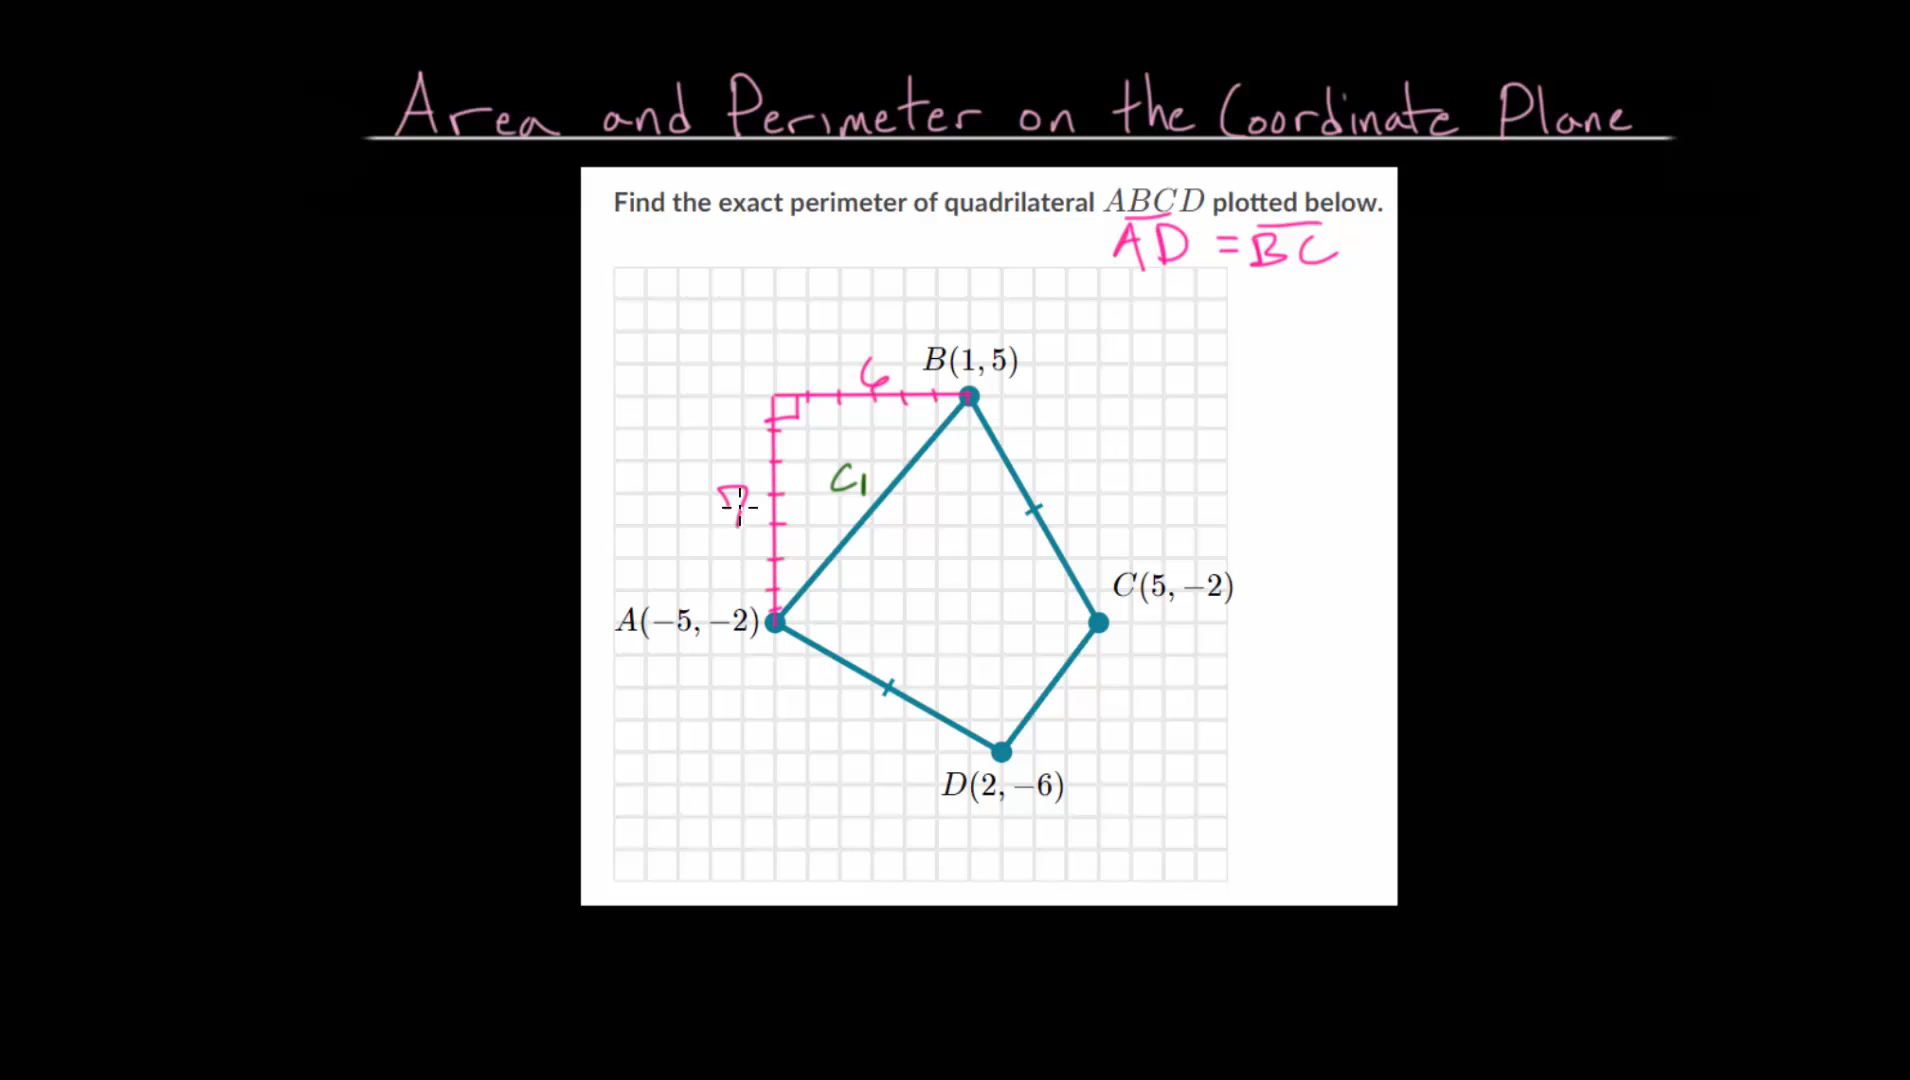 Area and Perimeter on the Coordinate Plane
Find the exact perimeter of quadrilateral ABCD plotted below.
AD = BC
B(1, 5)
6
C1
7
C(5, −2)
A(−5, −2)
D(2, −6)